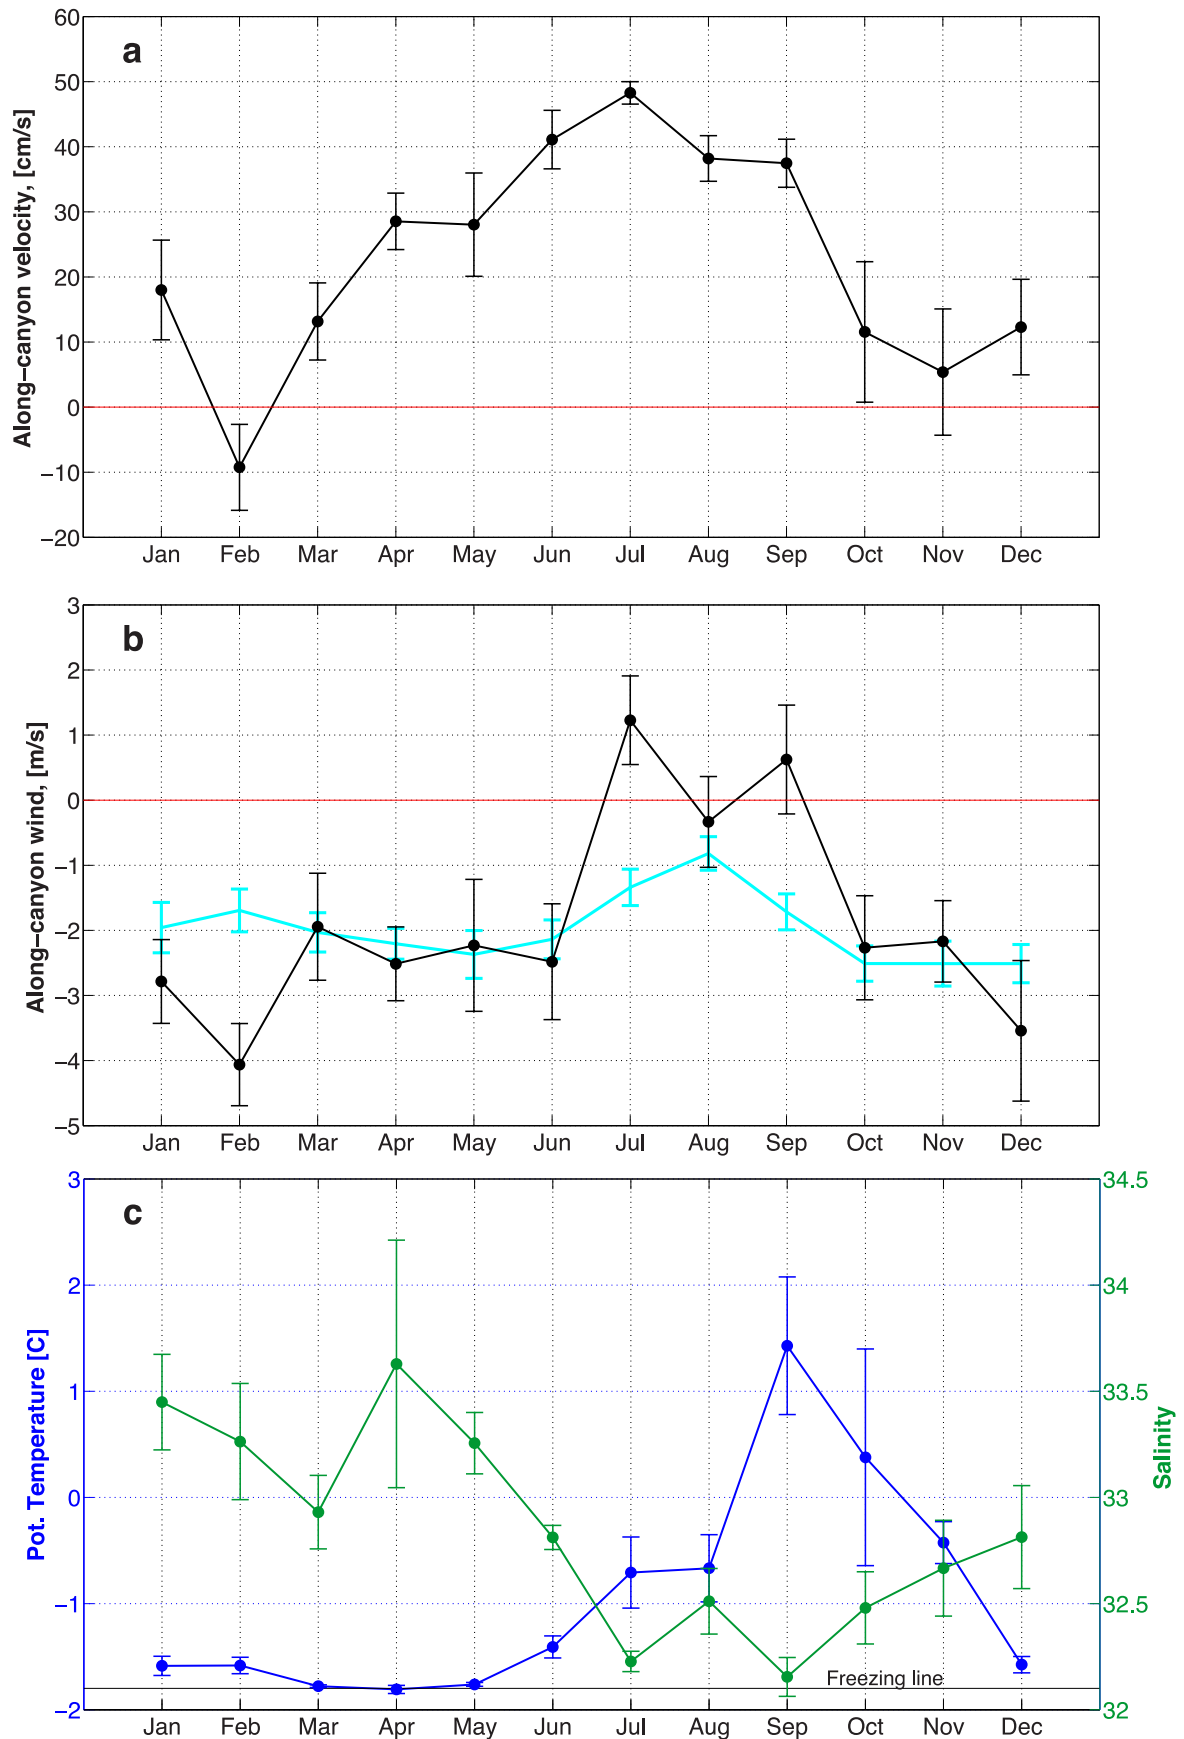 a
Along-canyon velocity, [cm/s]
60
50
40
30
20
10
0
−10
−20
Jan Feb Mar Apr May Jun Jul Aug Sep Oct Nov Dec
b
Along-canyon wind, [m/s]
3
2
1
0
−1
−2
−3
−4
−5
Jan Feb Mar Apr May Jun Jul Aug Sep Oct Nov Dec
c
Pot. Temperature [C]
3
2
1
0
−1
−2
34.5
34
33.5
33
32.5
32
Salinity
Freezing line
Jan Feb Mar Apr May Jun Jul Aug Sep Oct Nov Dec